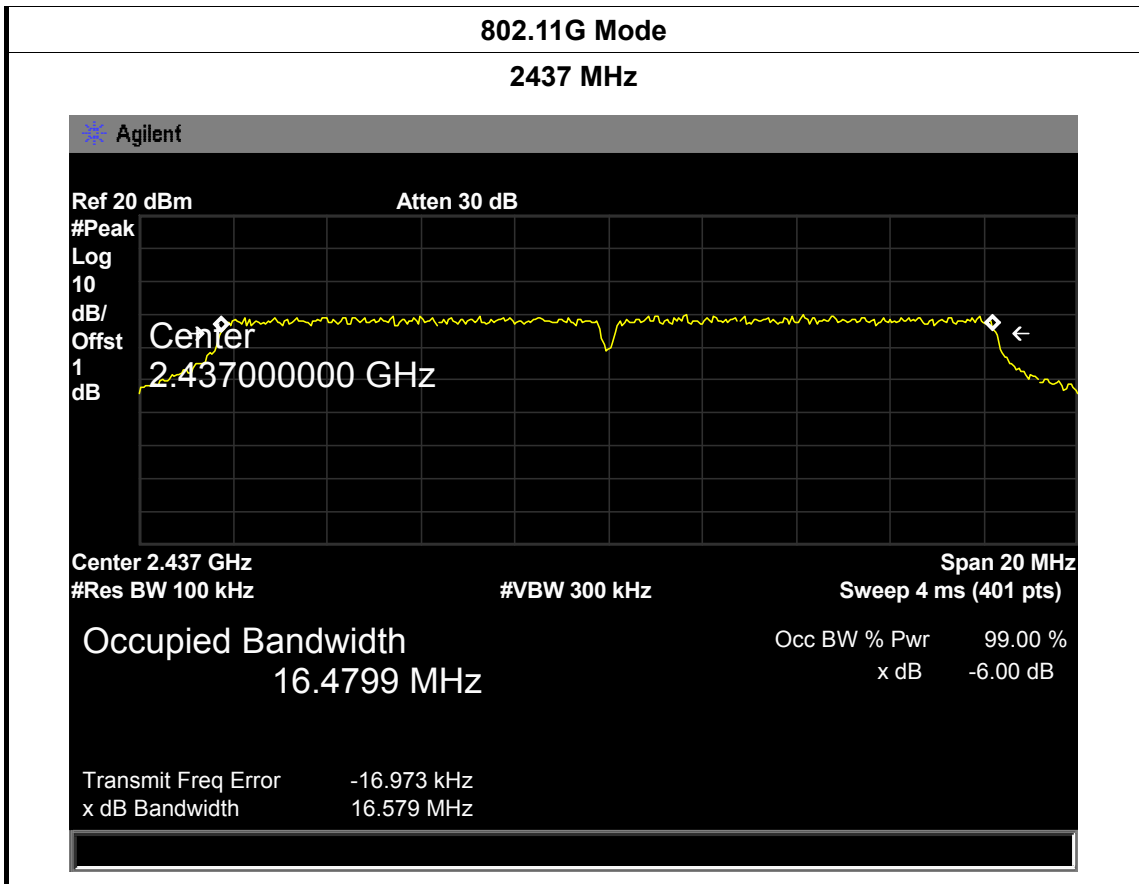 802.11G Mode
2437 MHz
Agilent
Ref 20 dBm Atten 30 dB
#Peak
Log
10
dB/
Offst
1
dB
Center
2.437000000 GHz
Center 2.437 GHz Span 20 MHz
#Res BW 100 kHz #VBW 300 kHz Sweep 4 ms (401 pts)
Occupied Bandwidth Occ BW % Pwr 99.00 %
16.4799 MHz x dB -6.00 dB
Transmit Freq Error -16.973 kHz
x dB Bandwidth 16.579 MHz